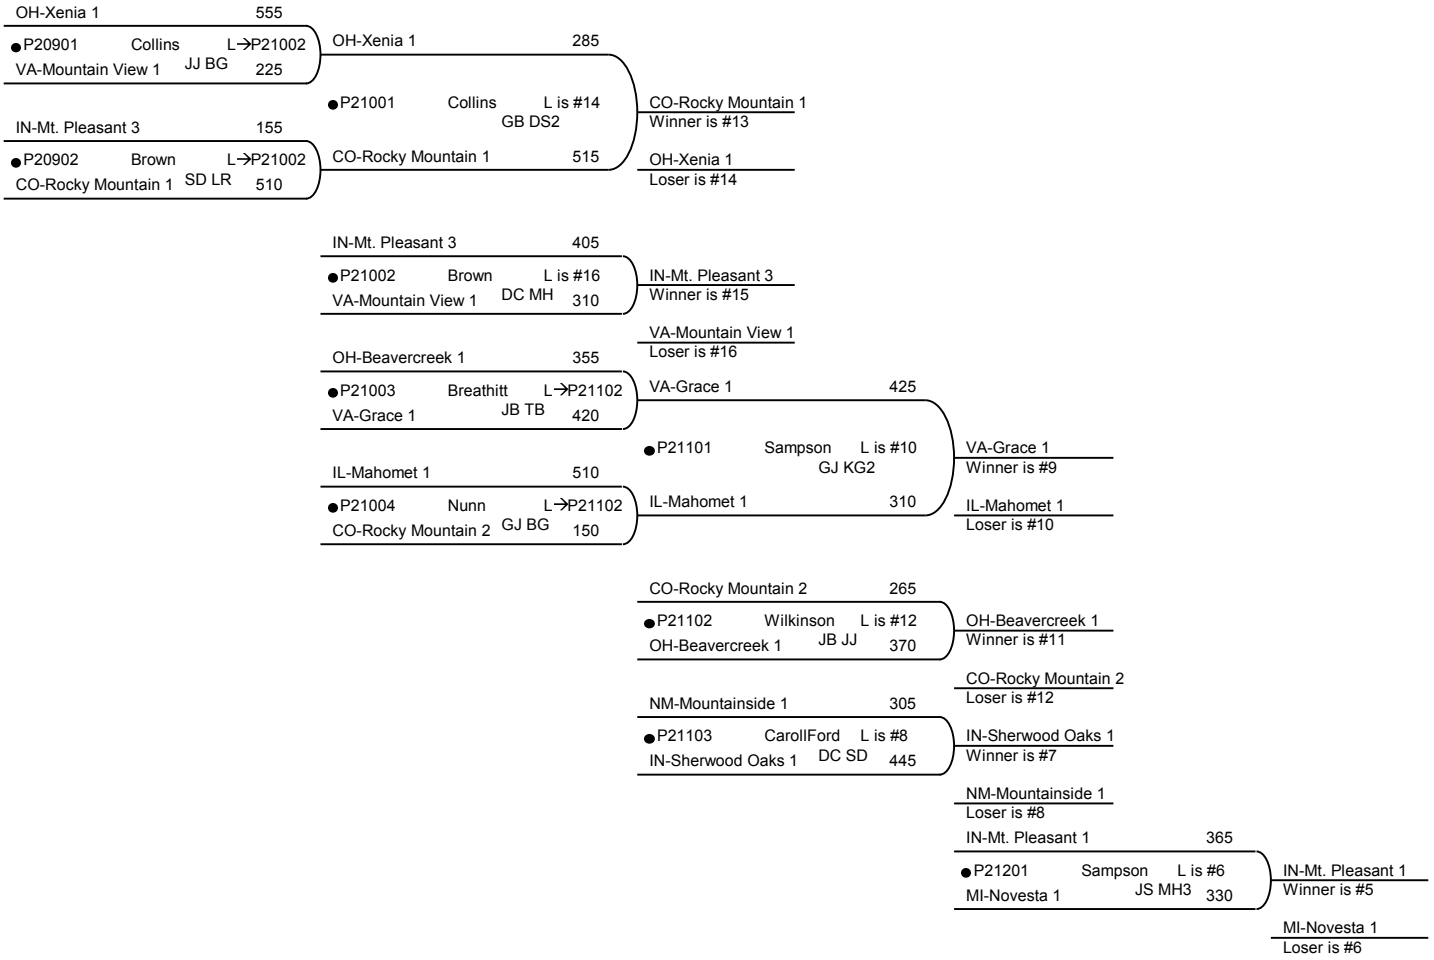 OH-Xenia 1 555
P20901 Collins L→P21002
JJ BG
VA-Mountain View 1 225
IN-Mt. Pleasant 3 155
P20902 Brown L→P21002
SD LR
CO-Rocky Mountain 1 510
OH-Xenia 1 285
P21001 Collins L is #14
GB DS2
CO-Rocky Mountain 1 515
CO-Rocky Mountain 1
Winner is #13
OH-Xenia 1
Loser is #14
IN-Mt. Pleasant 3 405
P21002 Brown L is #16
DC MH
VA-Mountain View 1 310
IN-Mt. Pleasant 3
Winner is #15
VA-Mountain View 1
Loser is #16
OH-Beavercreek 1 355
P21003 Breathitt L→P21102
JB TB
VA-Grace 1 420
IL-Mahomet 1 510
P21004 Nunn L→P21102
GJ BG
CO-Rocky Mountain 2 150
VA-Grace 1 425
P21101 Sampson L is #10
GJ KG2
IL-Mahomet 1 310
VA-Grace 1
Winner is #9
IL-Mahomet 1
Loser is #10
CO-Rocky Mountain 2 265
P21102 Wilkinson L is #12
JB JJ
OH-Beavercreek 1 370
OH-Beavercreek 1
Winner is #11
CO-Rocky Mountain 2
Loser is #12
NM-Mountainside 1 305
P21103 CarollFord L is #8
DC SD
IN-Sherwood Oaks 1 445
IN-Sherwood Oaks 1
Winner is #7
NM-Mountainside 1
Loser is #8
IN-Mt. Pleasant 1 365
P21201 Sampson L is #6
JS MH3
MI-Novesta 1 330
IN-Mt. Pleasant 1
Winner is #5
MI-Novesta 1
Loser is #6